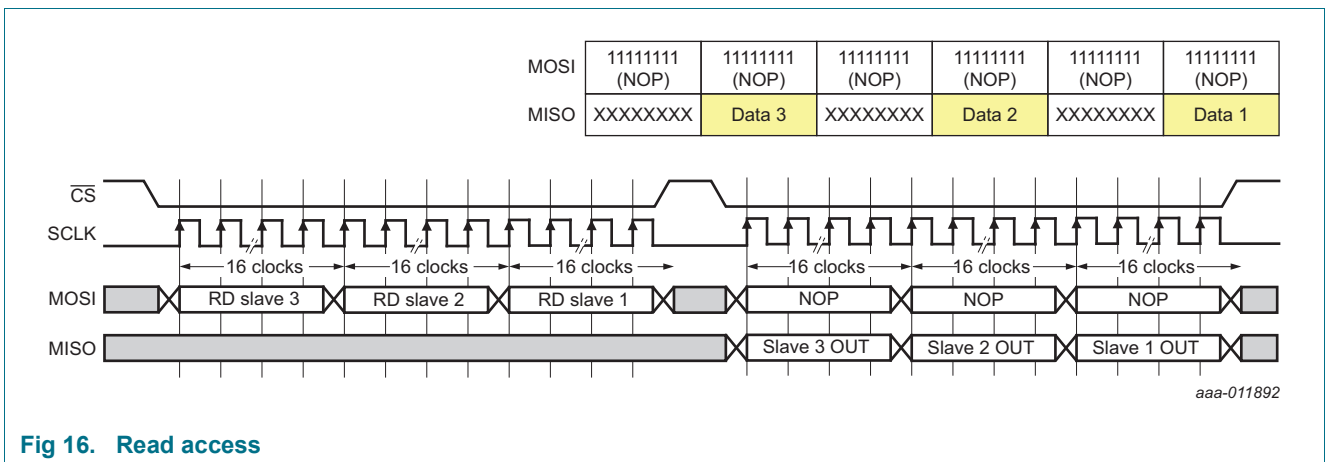 MOSI 11111111 (NOP) 11111111 (NOP) 11111111 (NOP) 11111111 (NOP) 11111111 (NOP) 11111111 (NOP)
MISO XXXXXXXX Data 3 XXXXXXXX Data 2 XXXXXXXX Data 1
CS
SCLK
16 clocks 16 clocks 16 clocks 16 clocks 16 clocks 16 clocks
MOSI RD slave 3 RD slave 2 RD slave 1 NOP NOP NOP
MISO Slave 3 OUT Slave 2 OUT Slave 1 OUT
aaa-011892
Fig 16. Read access